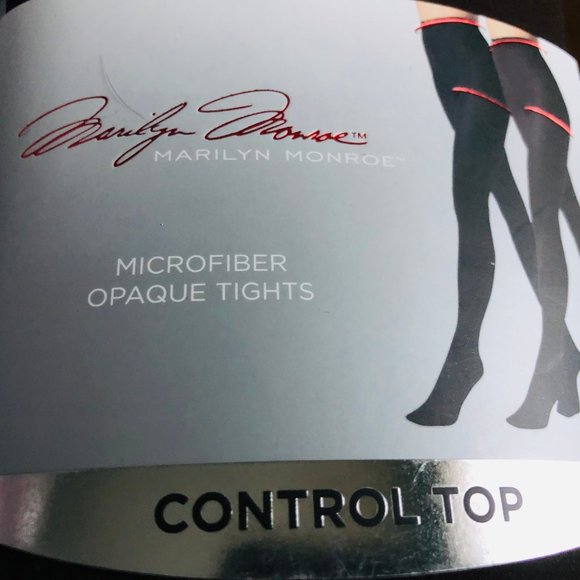 Marilyn Monroe™
MARILYN MONROE™
MICROFIBER
OPAQUE TIGHTS
CONTROL TOP